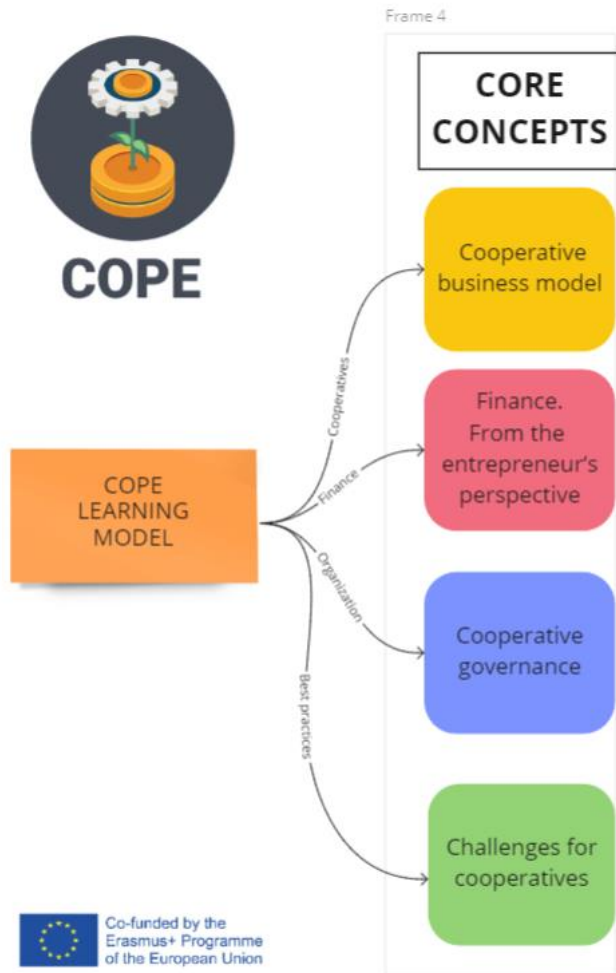 Frame 4
CORE
CONCEPTS
COPE
Cooperative
business model
Cooperatives
Finance.
From the
entrepreneur's
perspective
Finance
COPE
LEARNING
MODEL
Organization
Cooperative
governance
Best practices
Challenges for
cooperatives
Co-funded by the
Erasmus+ Programme
of the European Union